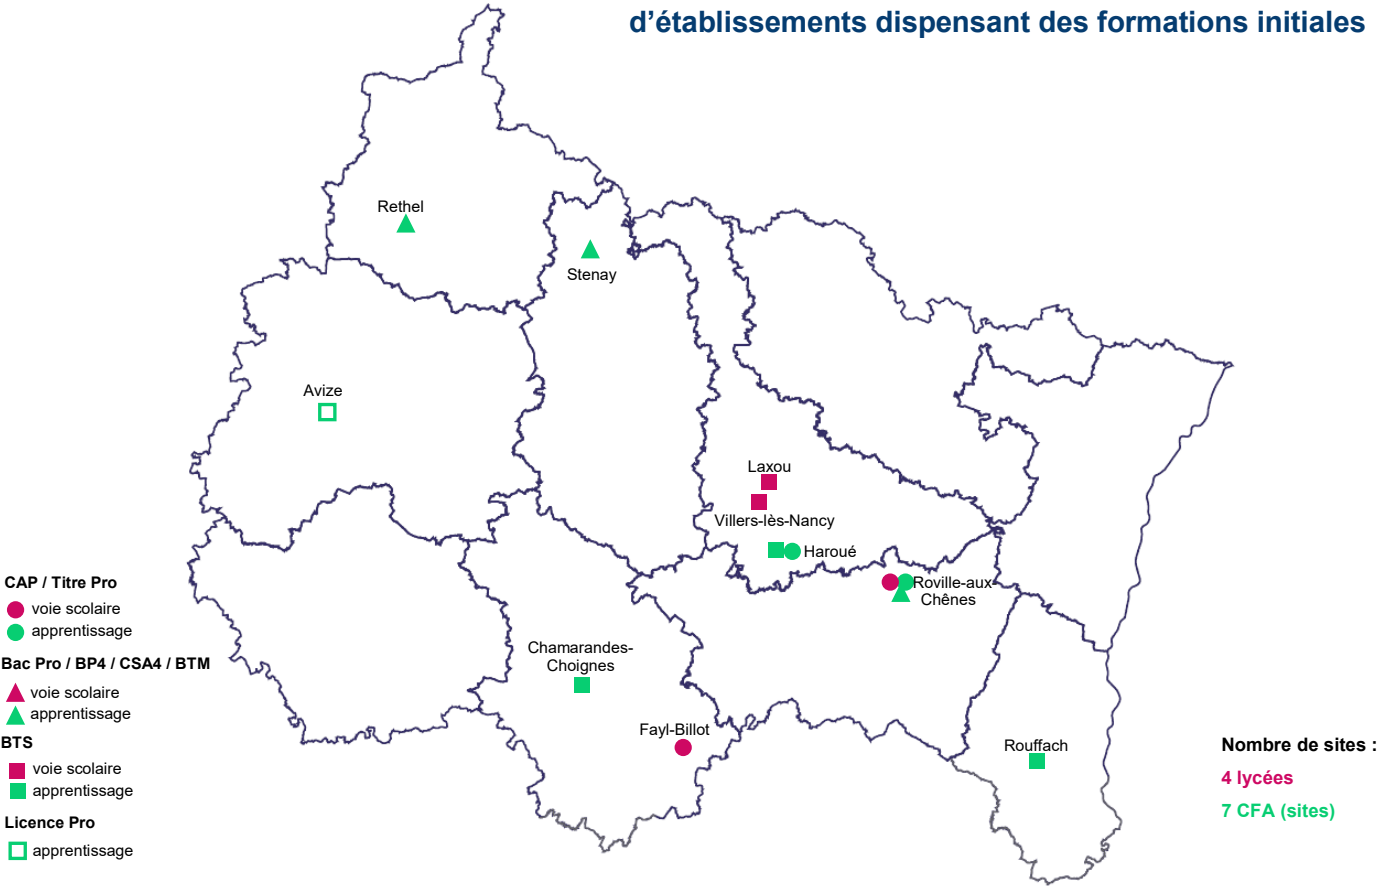 d’établissements dispensant des formations initiales
Rethel
Stenay
Avize
Laxou
Villers-lès-Nancy
Haroué
Roville-aux-
Chênes
Chamarandes-
Choignes
Fayl-Billot
Rouffach
CAP / Titre Pro
voie scolaire
apprentissage
Bac Pro / BP4 / CSA4 / BTM
voie scolaire
apprentissage
BTS
voie scolaire
apprentissage
Licence Pro
apprentissage
Nombre de sites :
4 lycées
7 CFA (sites)